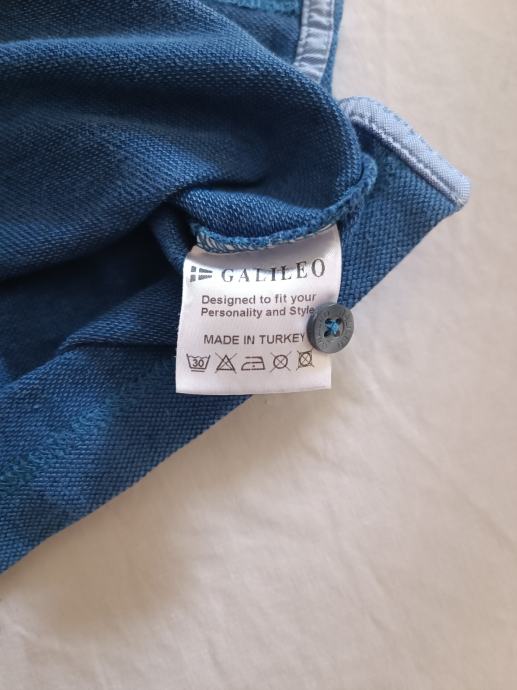 GALILEO
Designed to fit your
Personality and Style
MADE IN TURKEY
30